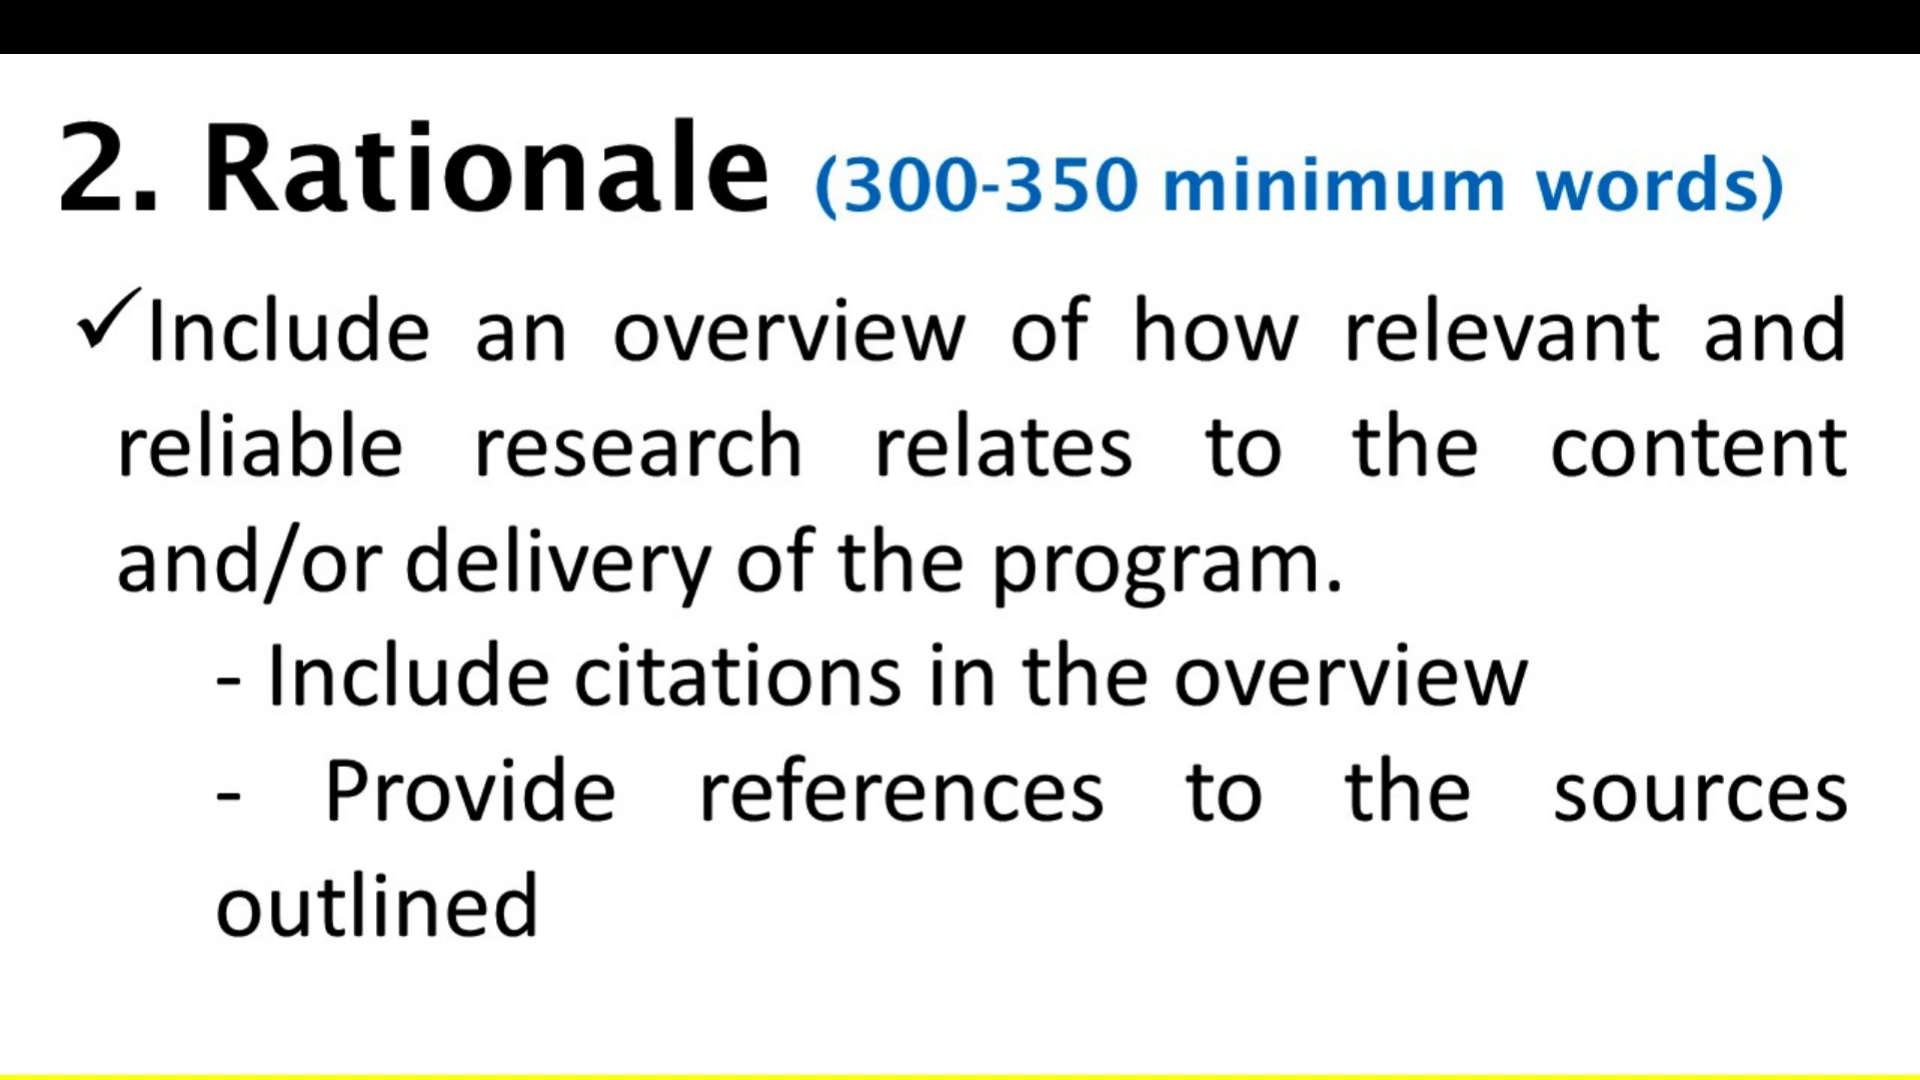 2. Rationale (300-350 minimum words)
✓Include an overview of how relevant and
reliable research relates to the content
and/or delivery of the program.
- Include citations in the overview
- Provide references to the sources
outlined